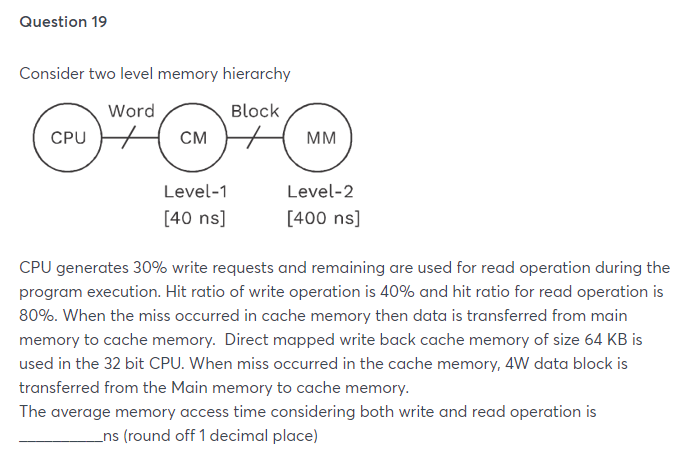 Question 19
Consider two level memory hierarchy
Word Block
CPU CM MM
Level-1 Level-2
[40 ns] [400 ns]
CPU generates 30% write requests and remaining are used for read operation during the
program execution. Hit ratio of write operation is 40% and hit ratio for read operation is
80%. When the miss occurred in cache memory then data is transferred from main
memory to cache memory.  Direct mapped write back cache memory of size 64 KB is
used in the 32 bit CPU. When miss occurred in the cache memory, 4W data block is
transferred from the Main memory to cache memory.
The average memory access time considering both write and read operation is
__________ns (round off 1 decimal place)